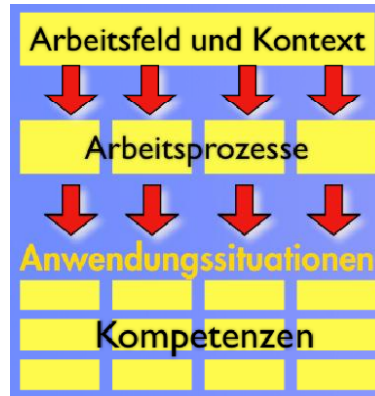 Arbeitsfeld und Kontext
Arbeitsprozesse
Anwendungssituationen
Kompetenzen